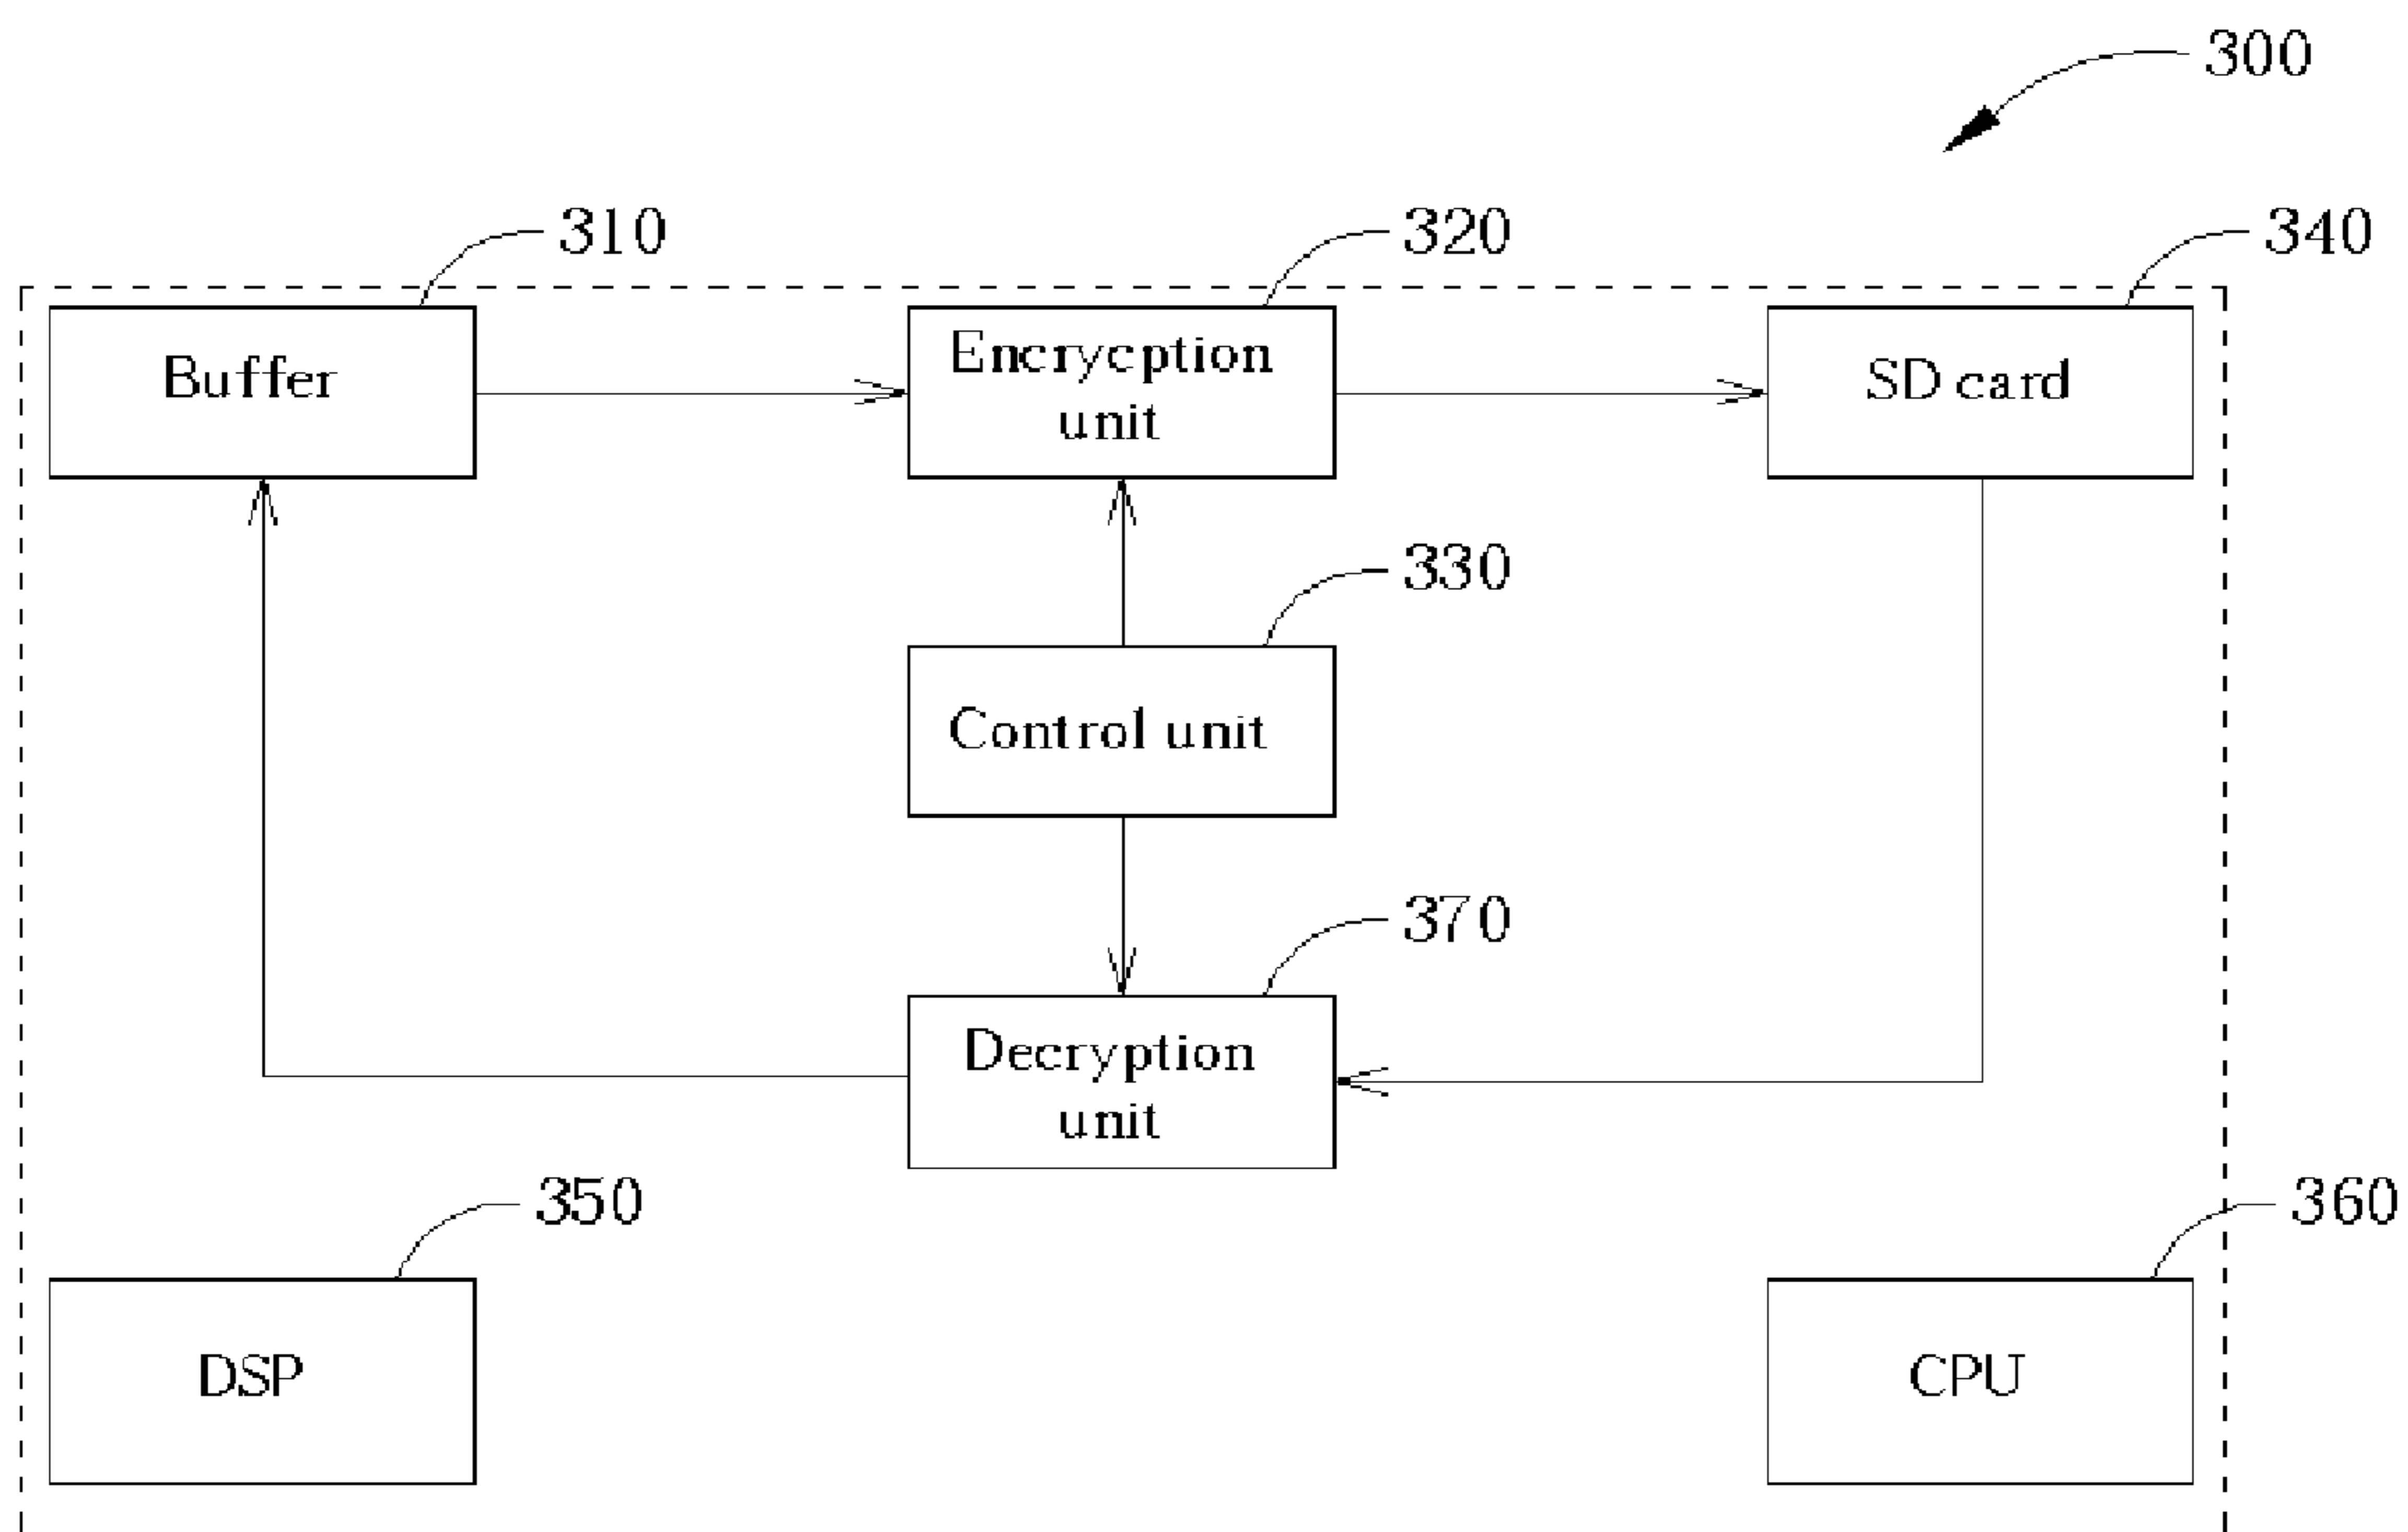 300
310
320
340
Buffer
Encrycption
unit
SD card
330
Control unit
370
Decryption
unit
350
360
DSP
CPU